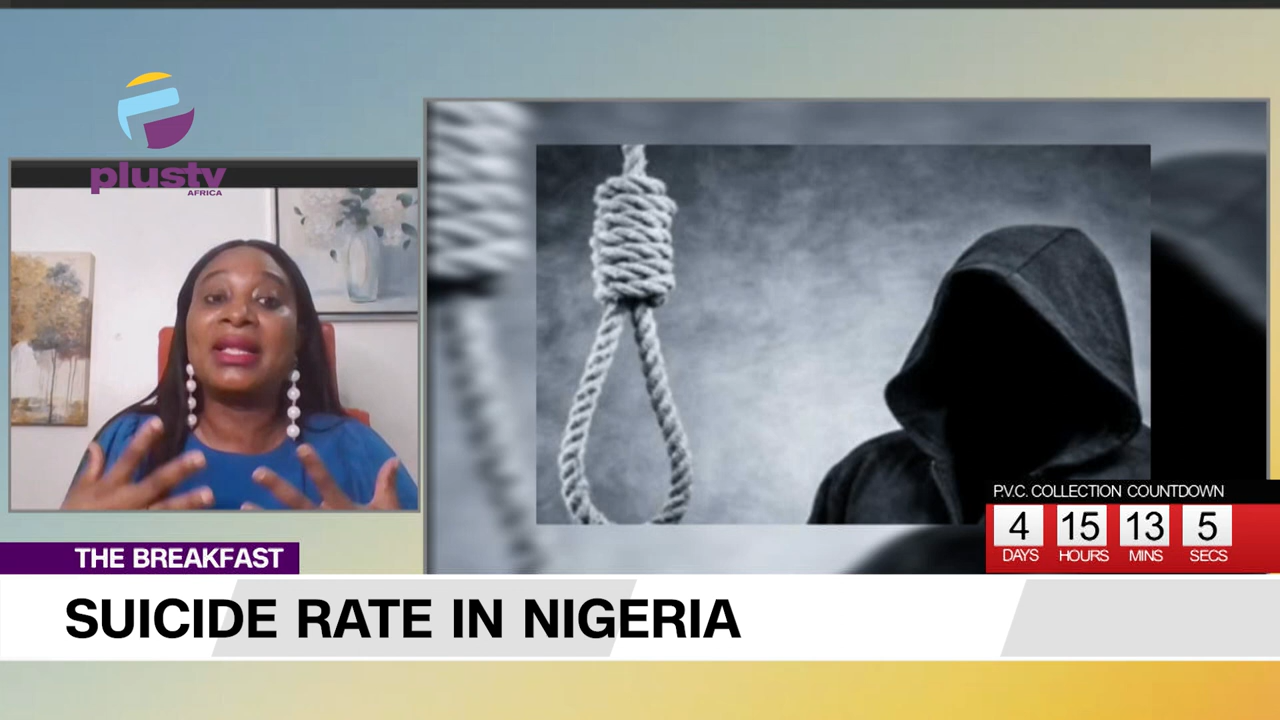 plustv
AFRICA
P.V.C. COLLECTION COUNTDOWN
4 15 13 5
DAYS HOURS MINS SECS
THE BREAKFAST
SUICIDE RATE IN NIGERIA